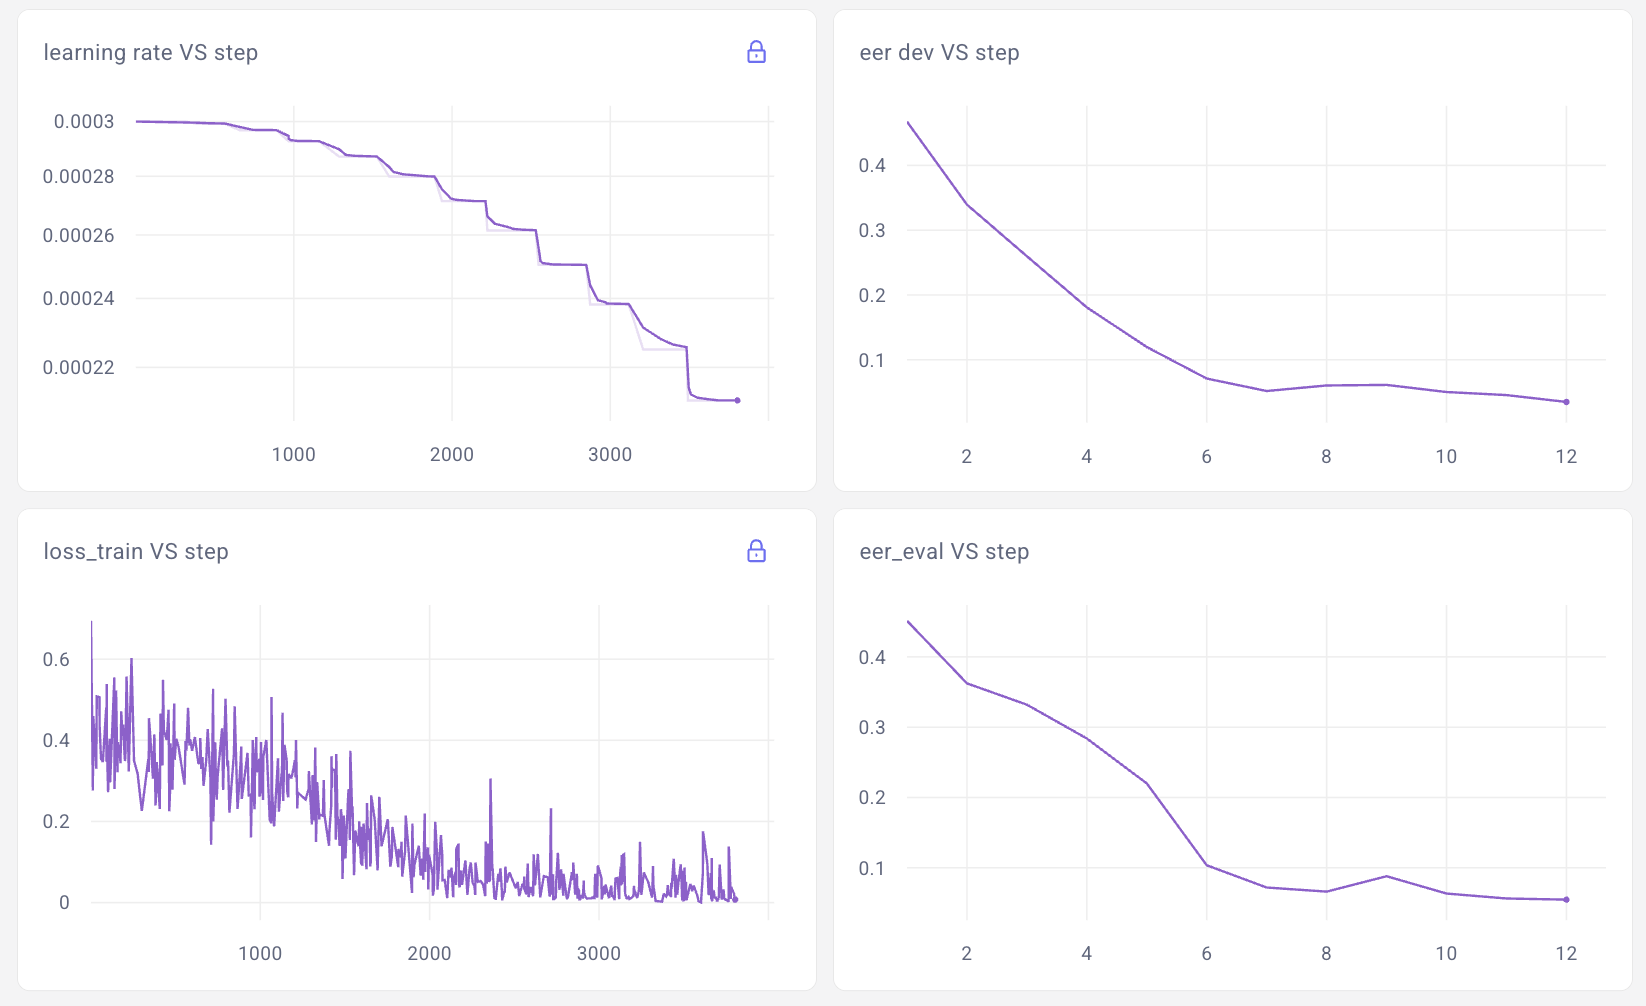 learning rate VS step
0.0003
0.00028
0.00026
0.00024
0.00022
1000 2000 3000
eer dev VS step
0.4
0.3
0.2
0.1
2 4 6 8 10 12
loss_train VS step
0.6
0.4
0.2
0
1000 2000 3000
eer_eval VS step
0.4
0.3
0.2
0.1
2 4 6 8 10 12